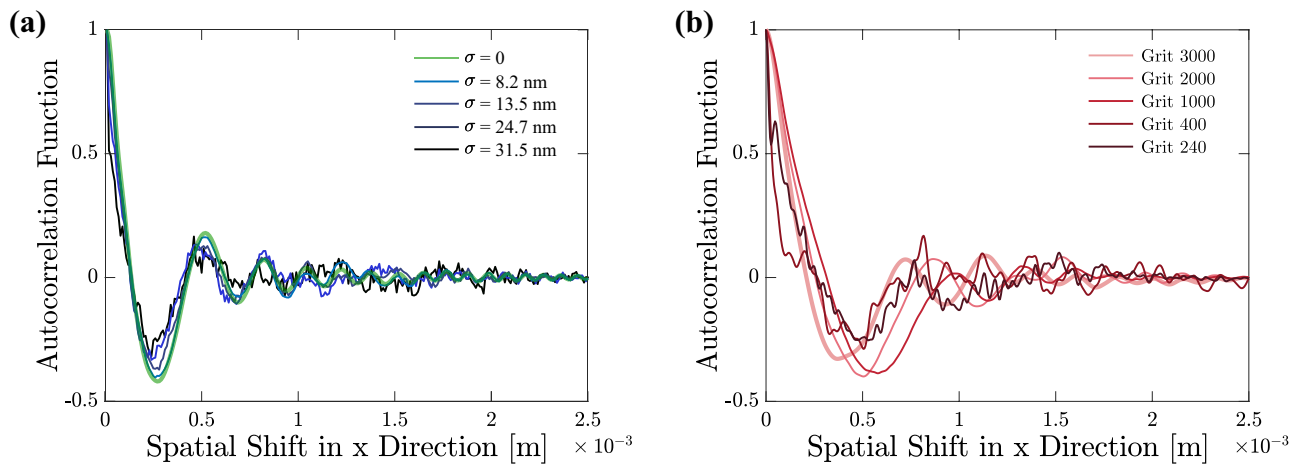 (a)
Autocorrelation Function
1
0.5
0
-0.5
σ = 0
σ = 8.2 nm
σ = 13.5 nm
σ = 24.7 nm
σ = 31.5 nm
0 0.5 1 1.5 2 2.5
Spatial Shift in x Direction [m] × 10⁻³
(b)
Autocorrelation Function
1
0.5
0
-0.5
Grit 3000
Grit 2000
Grit 1000
Grit 400
Grit 240
0 0.5 1 1.5 2 2.5
Spatial Shift in x Direction [m] × 10⁻³